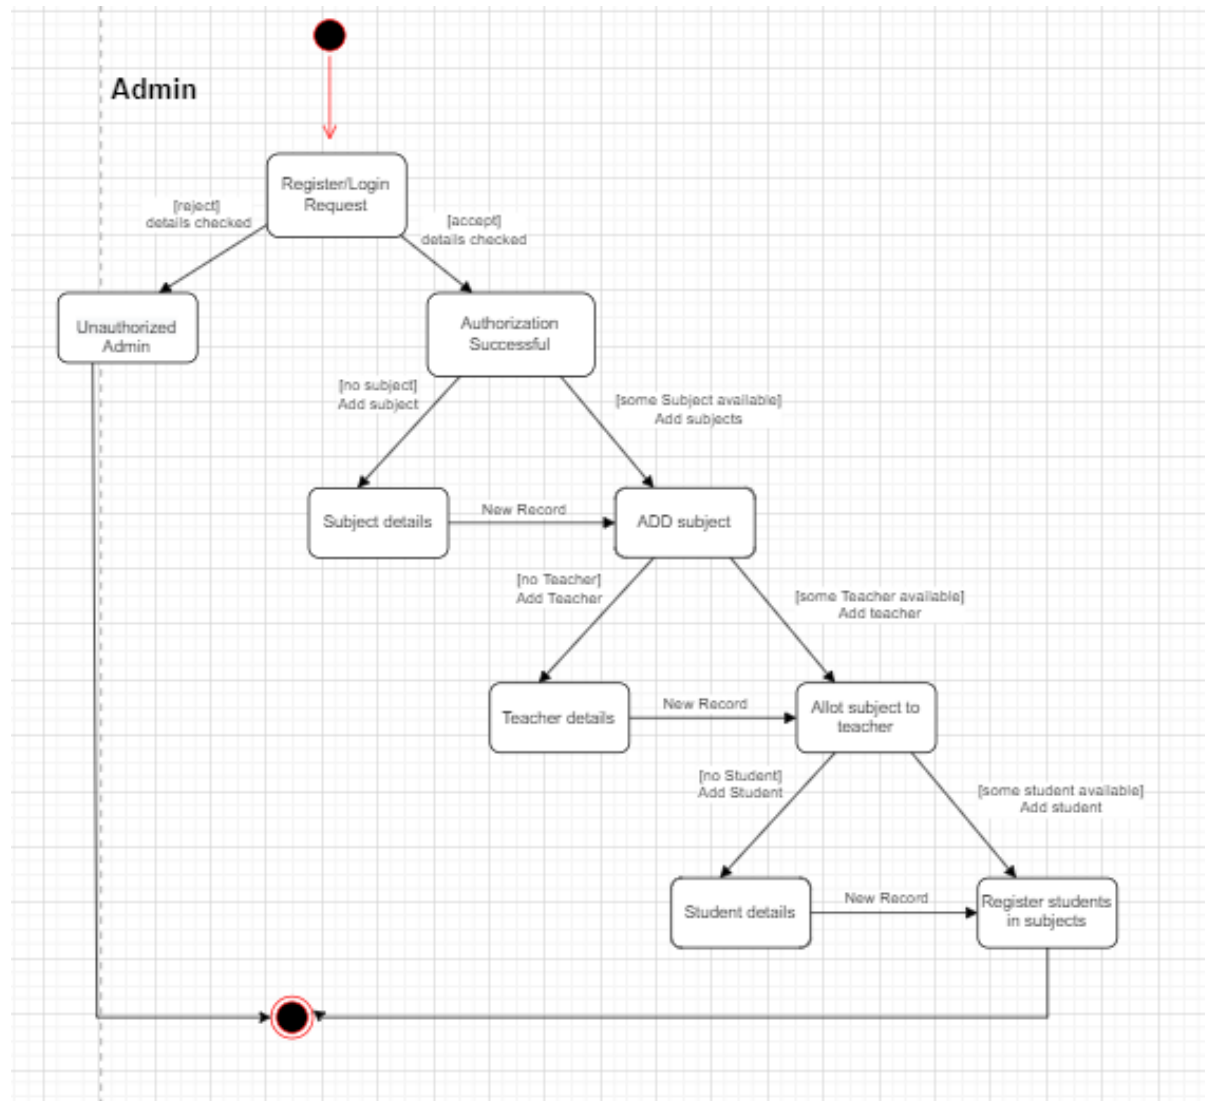 Admin
Register/Login
Request
[reject]
details checked
[accept]
details checked
Unauthorized
Admin
Authorization
Successful
[no subject]
Add subject
[some Subject available]
Add subjects
Subject details
New Record
ADD subject
[no Teacher]
Add Teacher
[some Teacher available]
Add teacher
Teacher details
New Record
Allot subject to
teacher
[no Student]
Add Student
[some student available]
Add student
Student details
New Record
Register students
in subjects